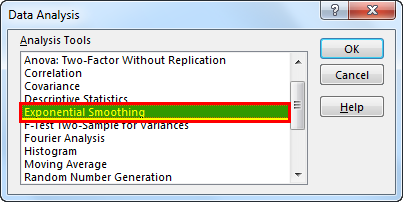 Data Analysis
Analysis Tools
Anova: Two-Factor Without Replication
Correlation
Covariance
Descriptive Statistics
Exponential Smoothing
F-Test Two-Sample for Variances
Fourier Analysis
Histogram
Moving Average
Random Number Generation
OK
Cancel
Help